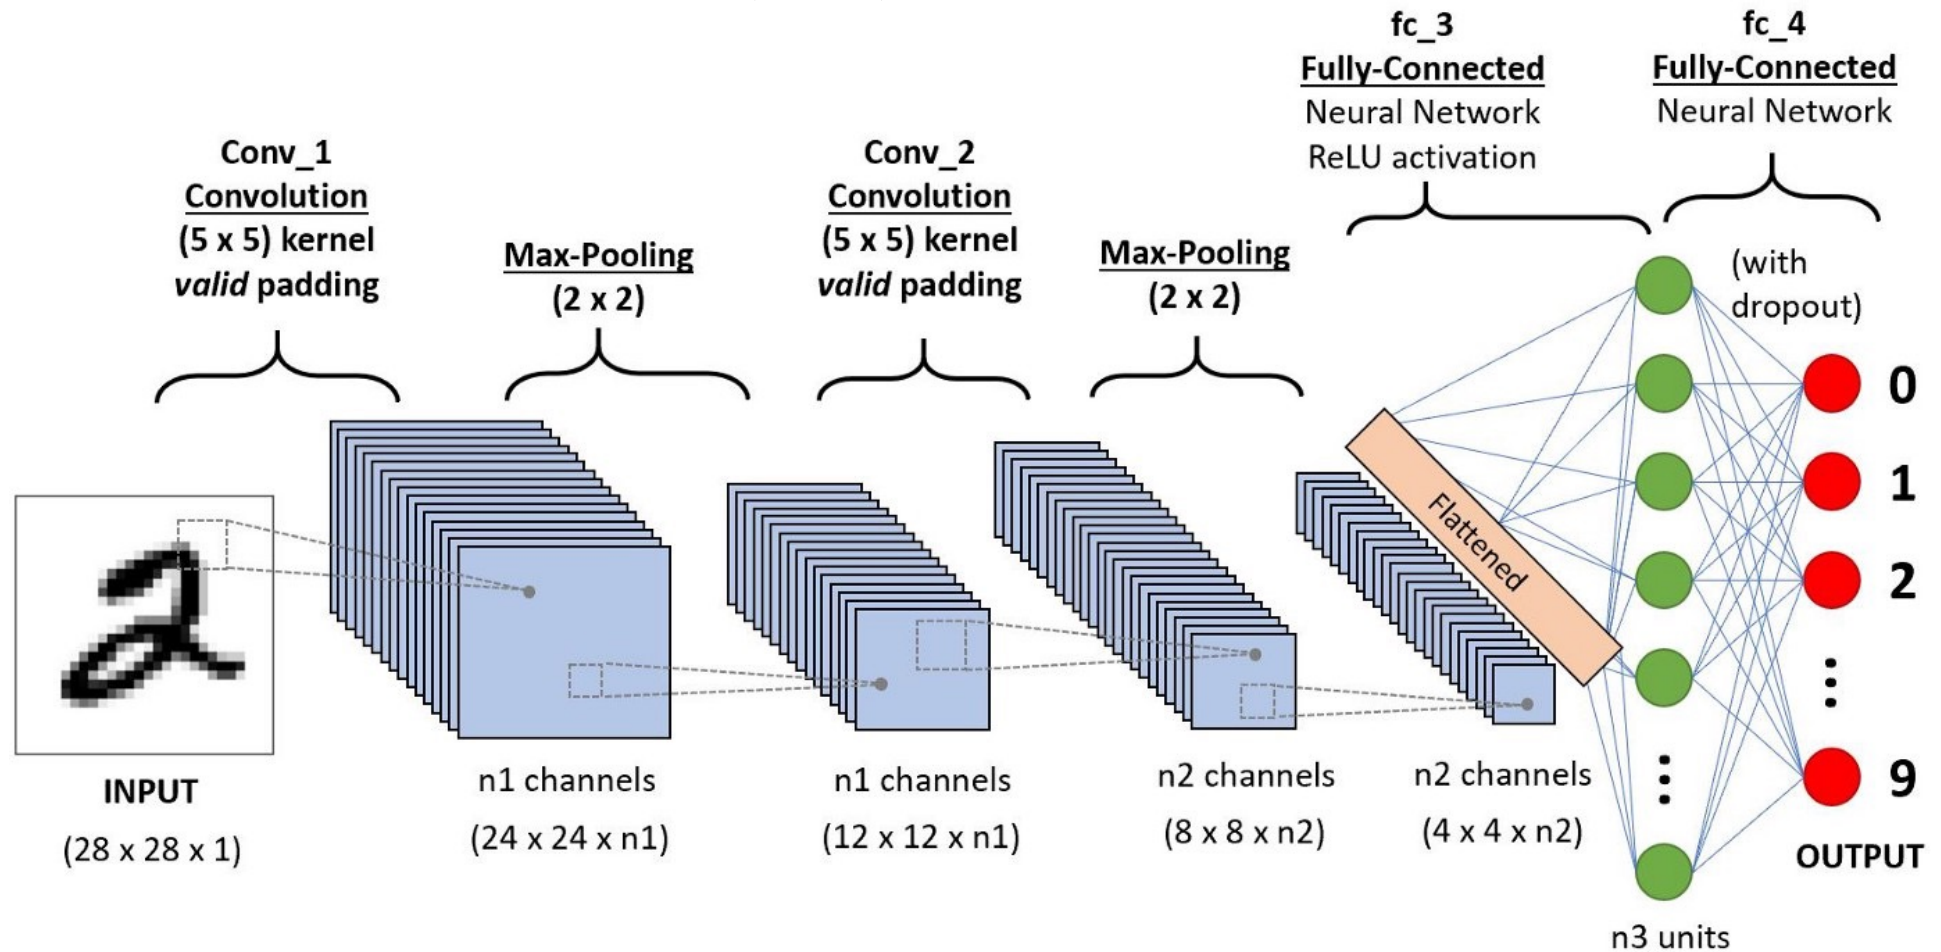 Conv_1
Convolution
(5 x 5) kernel
valid padding
Max-Pooling
(2 x 2)
Conv_2
Convolution
(5 x 5) kernel
valid padding
Max-Pooling
(2 x 2)
fc_3
Fully-Connected
Neural Network
ReLU activation
fc_4
Fully-Connected
Neural Network
(with
dropout)
Flattened
0
1
2
9
OUTPUT
2
INPUT
(28 x 28 x 1)
n1 channels
(24 x 24 x n1)
n1 channels
(12 x 12 x n1)
n2 channels
(8 x 8 x n2)
n2 channels
(4 x 4 x n2)
n3 units